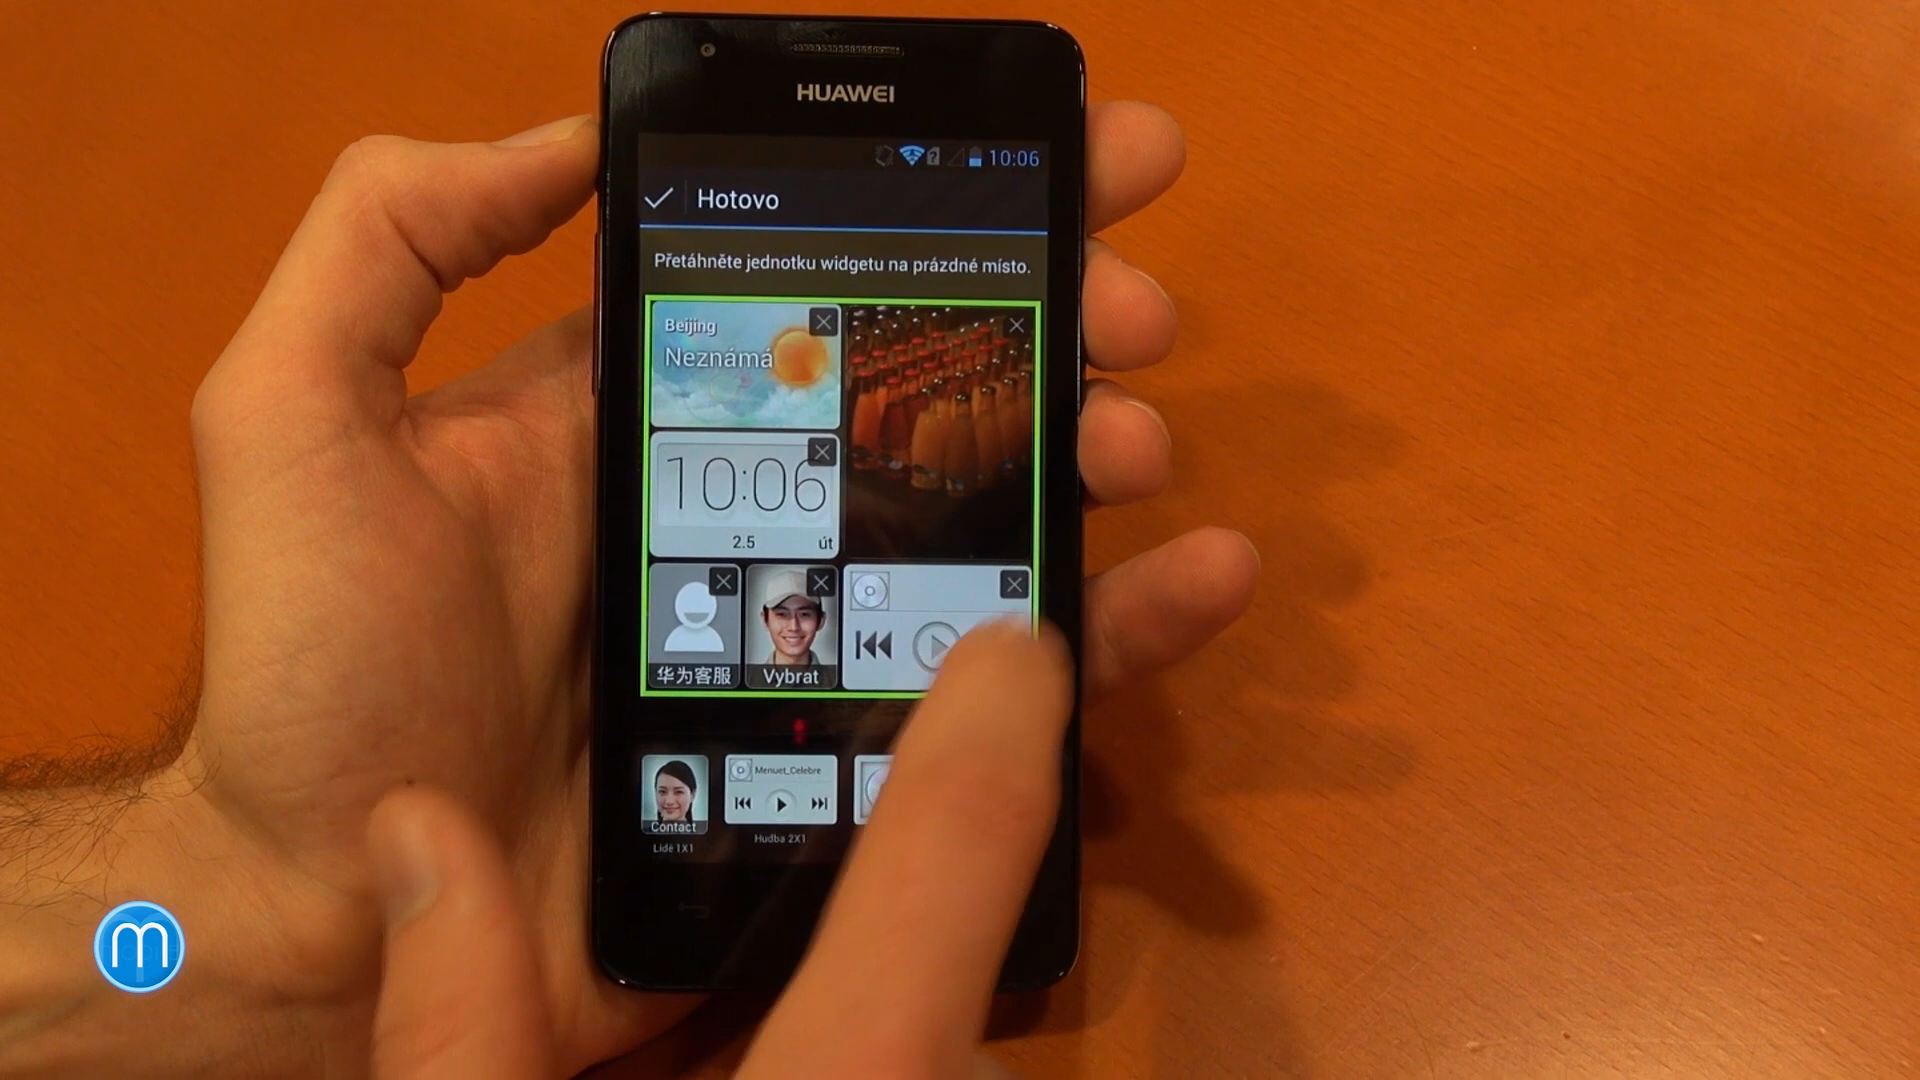 HUAWEI
10:06
Hotovo
Přetáhněte jednotku widgetu na prázdné místo.
Beijing
Neznámá
10:06
2.5 út
华为客服
Vybrat
Menuet_Celebre
Contact
Lidé 1X1
Hudba 2X1
m